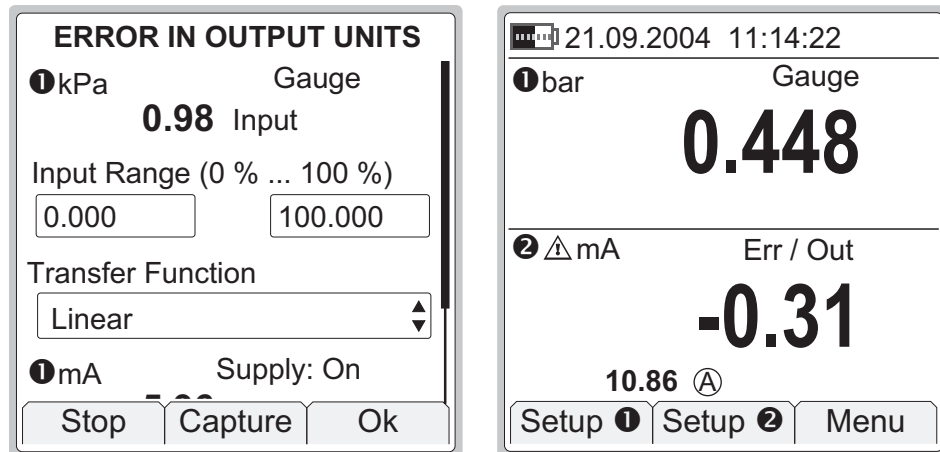 ERROR IN OUTPUT UNITS
❶kPa Gauge
0.98 Input
Input Range (0 % ... 100 %)
0.000 100.000
Transfer Function
Linear
❶mA Supply: On
Stop Capture Ok
21.09.2004 11:14:22
❶bar Gauge
0.448
❷ ⚠ mA Err / Out
-0.31
10.86 Ⓐ
Setup ❶ Setup ❷ Menu